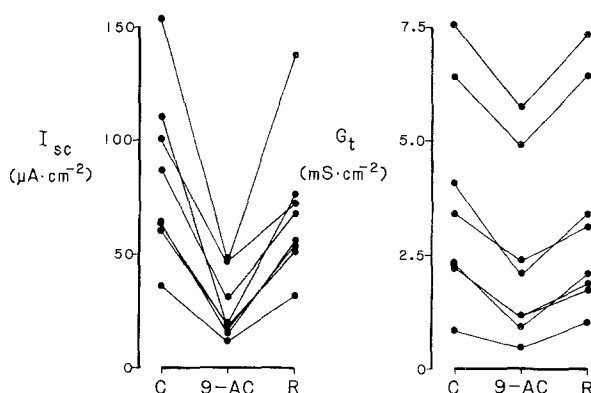 150
100
50
0
I sc
(μA·cm⁻²)
C 9-AC R
7.5
5.0
2.5
0
G t
(mS·cm⁻²)
C 9-AC R